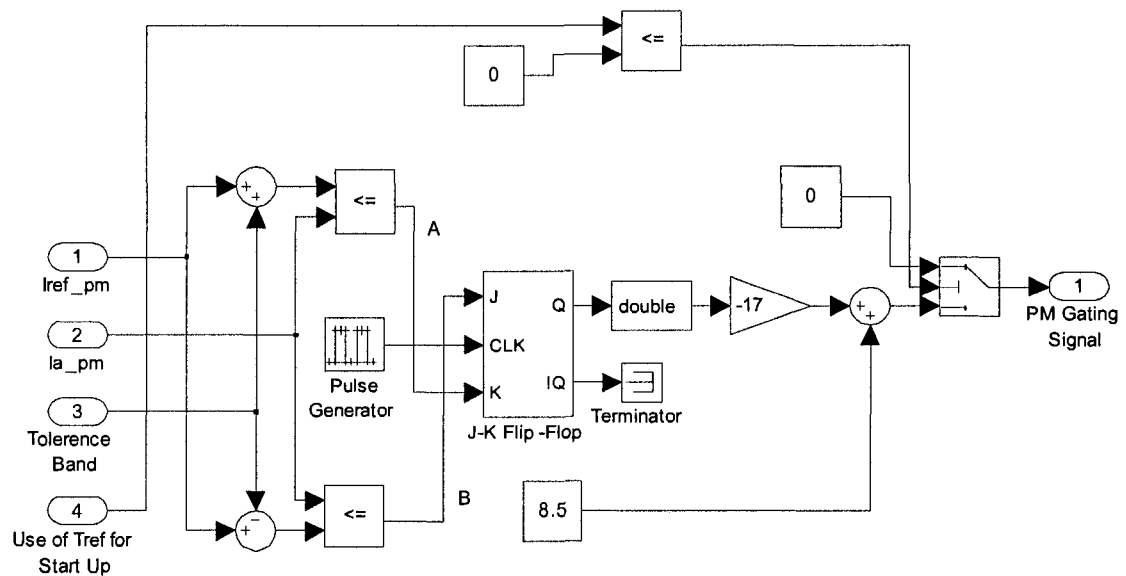 <=
0
0
<=
A
1
Iref_pm
2
Ia_pm
3
Tolerence
Band
4
Use of Tref for
Start Up
+
+
+
−
Pulse
Generator
J
CLK
K
Q
!Q
J-K Flip -Flop
double
-17
Terminator
+
+
1
PM Gating
Signal
<=
B
8.5